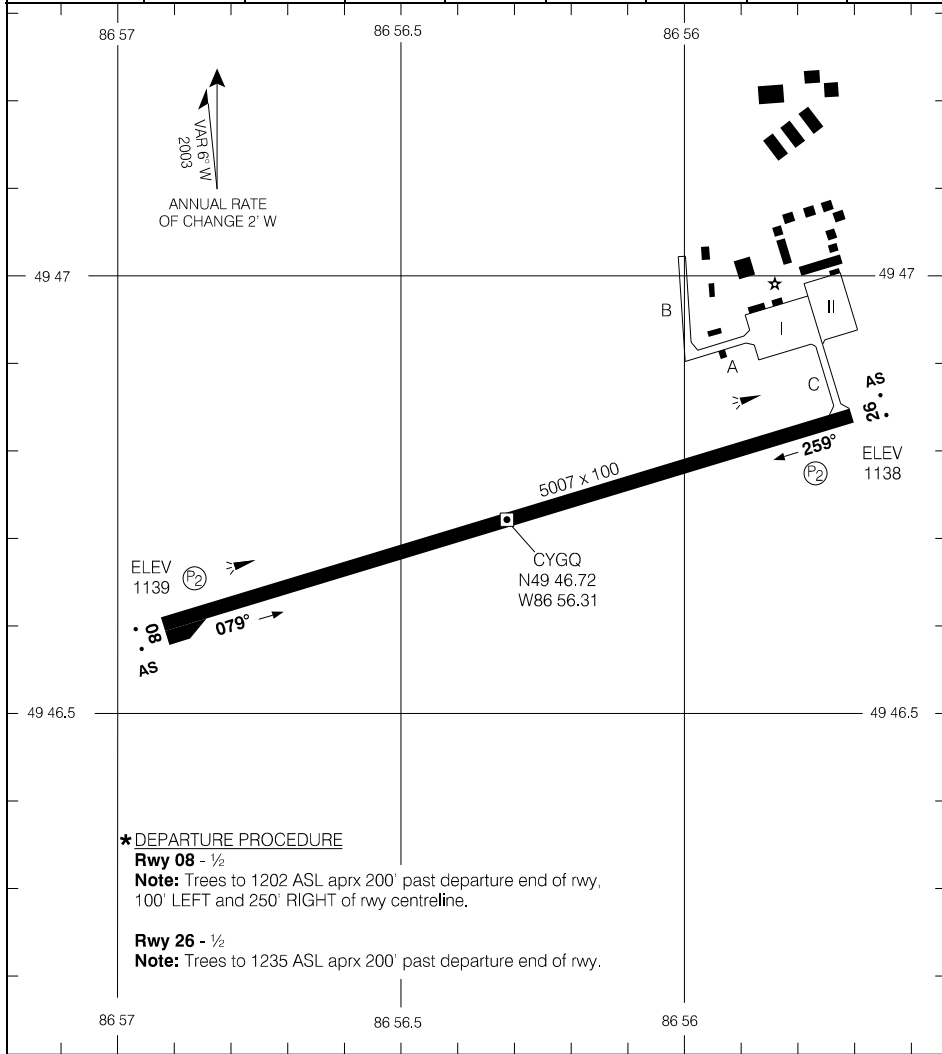 86 57
86 56.5
86 56
VAR 6° W
2003
ANNUAL RATE
OF CHANGE 2' W
49 47
49 47
B
I
II
A
C
AS
26
259°
P2
ELEV
1138
5007 x 100
CYGQ
N49 46.72
W86 56.31
ELEV
1139
P2
079°
08
AS
49 46.5
49 46.5
* DEPARTURE PROCEDURE
Rwy 08 - ½
Note: Trees to 1202 ASL aprx 200' past departure end of rwy,
100' LEFT and 250' RIGHT of rwy centreline.
Rwy 26 - ½
Note: Trees to 1235 ASL aprx 200' past departure end of rwy.
86 57
86 56.5
86 56